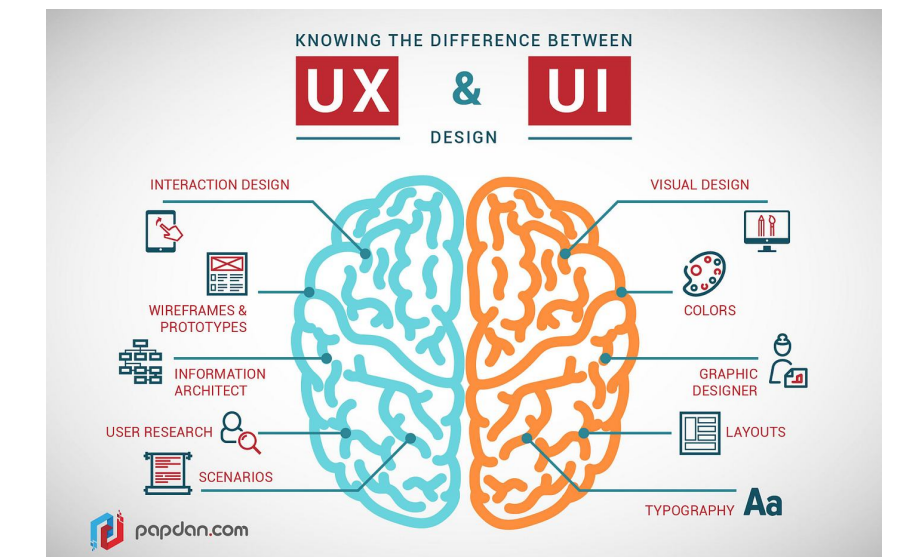 KNOWING THE DIFFERENCE BETWEEN
UX & UI
DESIGN
INTERACTION DESIGN
WIREFRAMES &
PROTOTYPES
INFORMATION
ARCHITECT
USER RESEARCH
SCENARIOS
VISUAL DESIGN
COLORS
GRAPHIC
DESIGNER
LAYOUTS
TYPOGRAPHY Aa
papdan.com